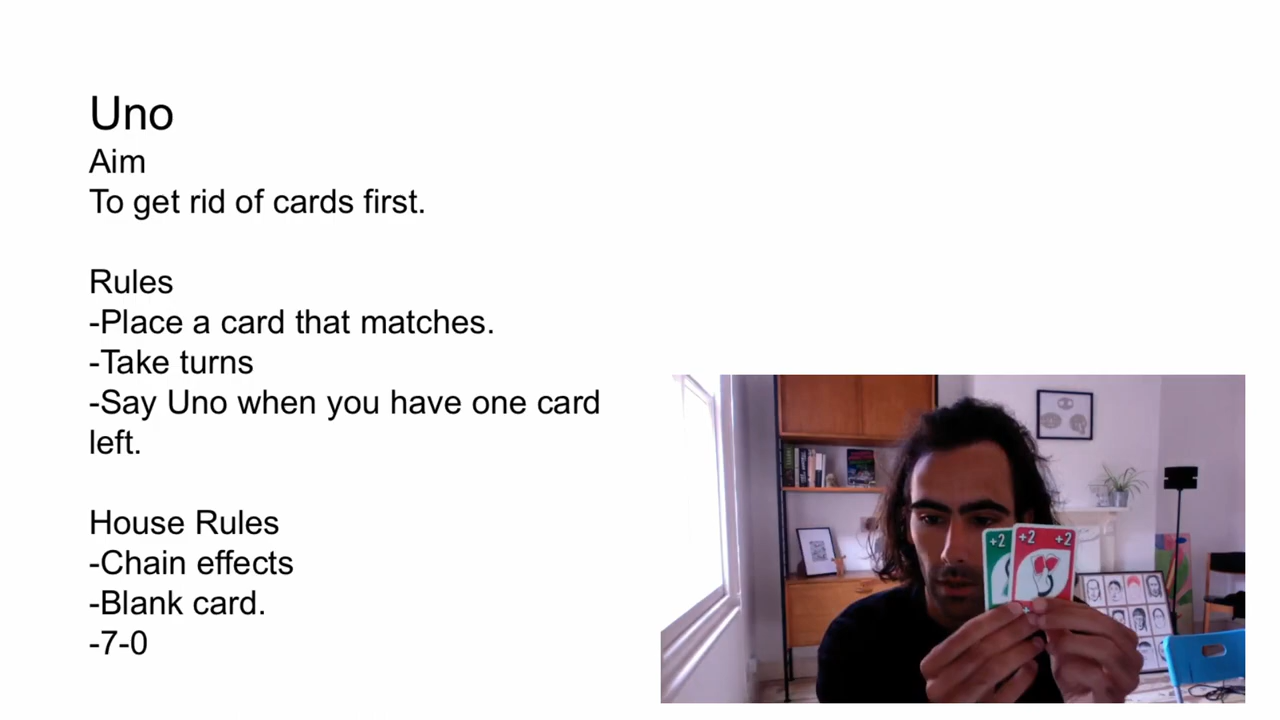 Uno
Aim
To get rid of cards first.
Rules
-Place a card that matches.
-Take turns
-Say Uno when you have one card
left.
House Rules
-Chain effects
-Blank card.
-7-0
+2 +2 +2